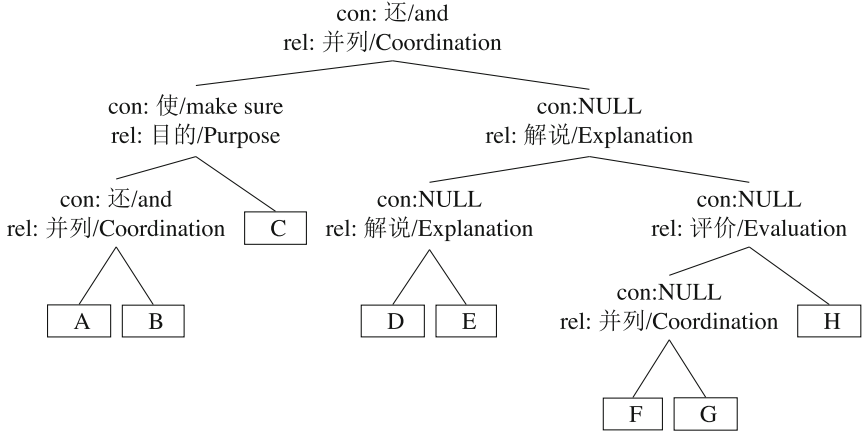 con: 还/and
rel: 并列/Coordination
con: 使/make sure
rel: 目的/Purpose
con:NULL
rel: 解说/Explanation
con: 还/and
rel: 并列/Coordination
C
con:NULL
rel: 解说/Explanation
con:NULL
rel: 评价/Evaluation
A
B
D
E
con:NULL
rel: 并列/Coordination
H
F
G